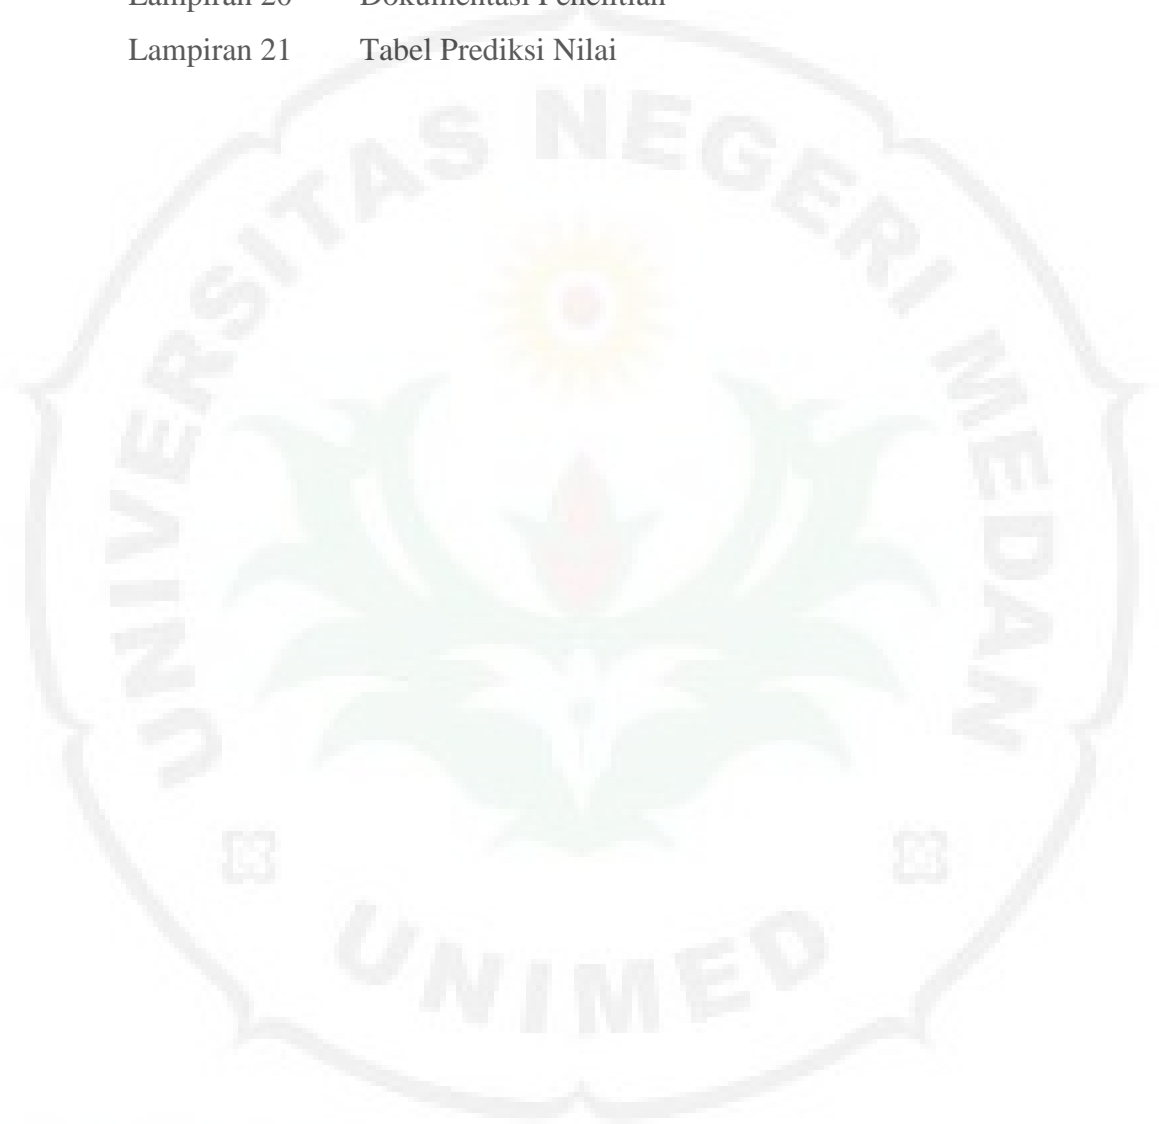 Lampiran 20 Dokumentasi Penelitian
Lampiran 21 Tabel Prediksi Nilai
UNIVERSITAS NEGERI MEDAN
UNIMED